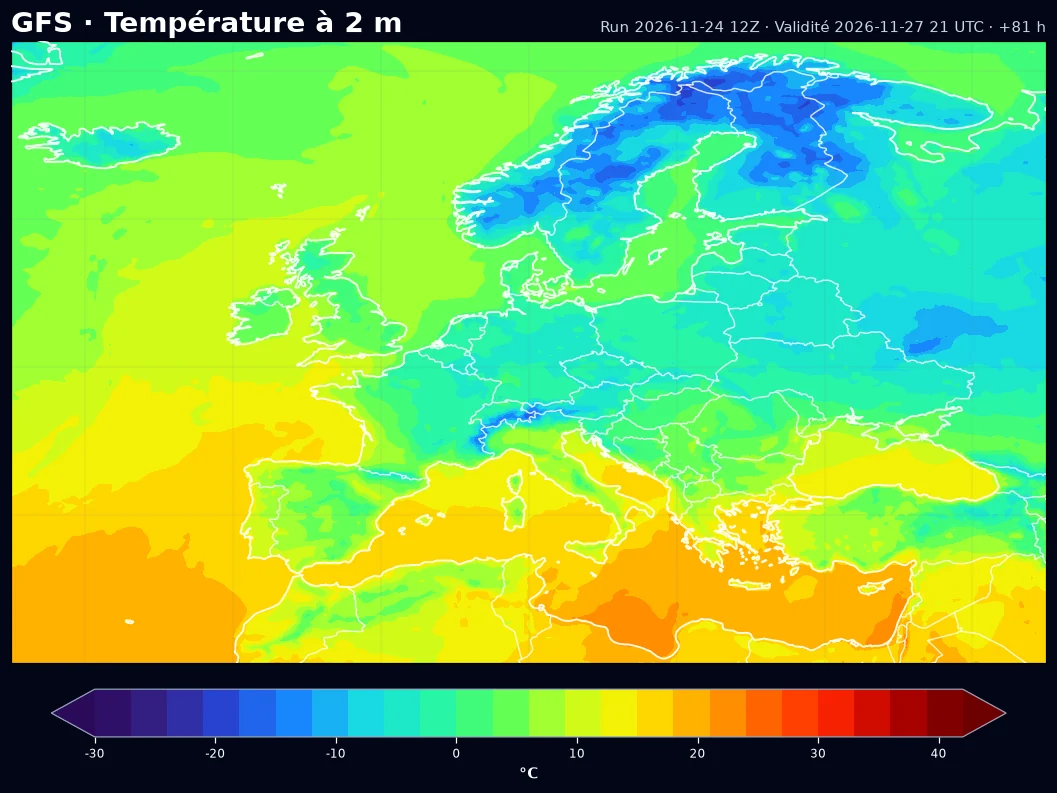 GFS · Température à 2 m
Run 2026-11-24 12Z · Validité 2026-11-27 21 UTC · +81 h
-30 -20 -10 0 10 20 30 40
°C